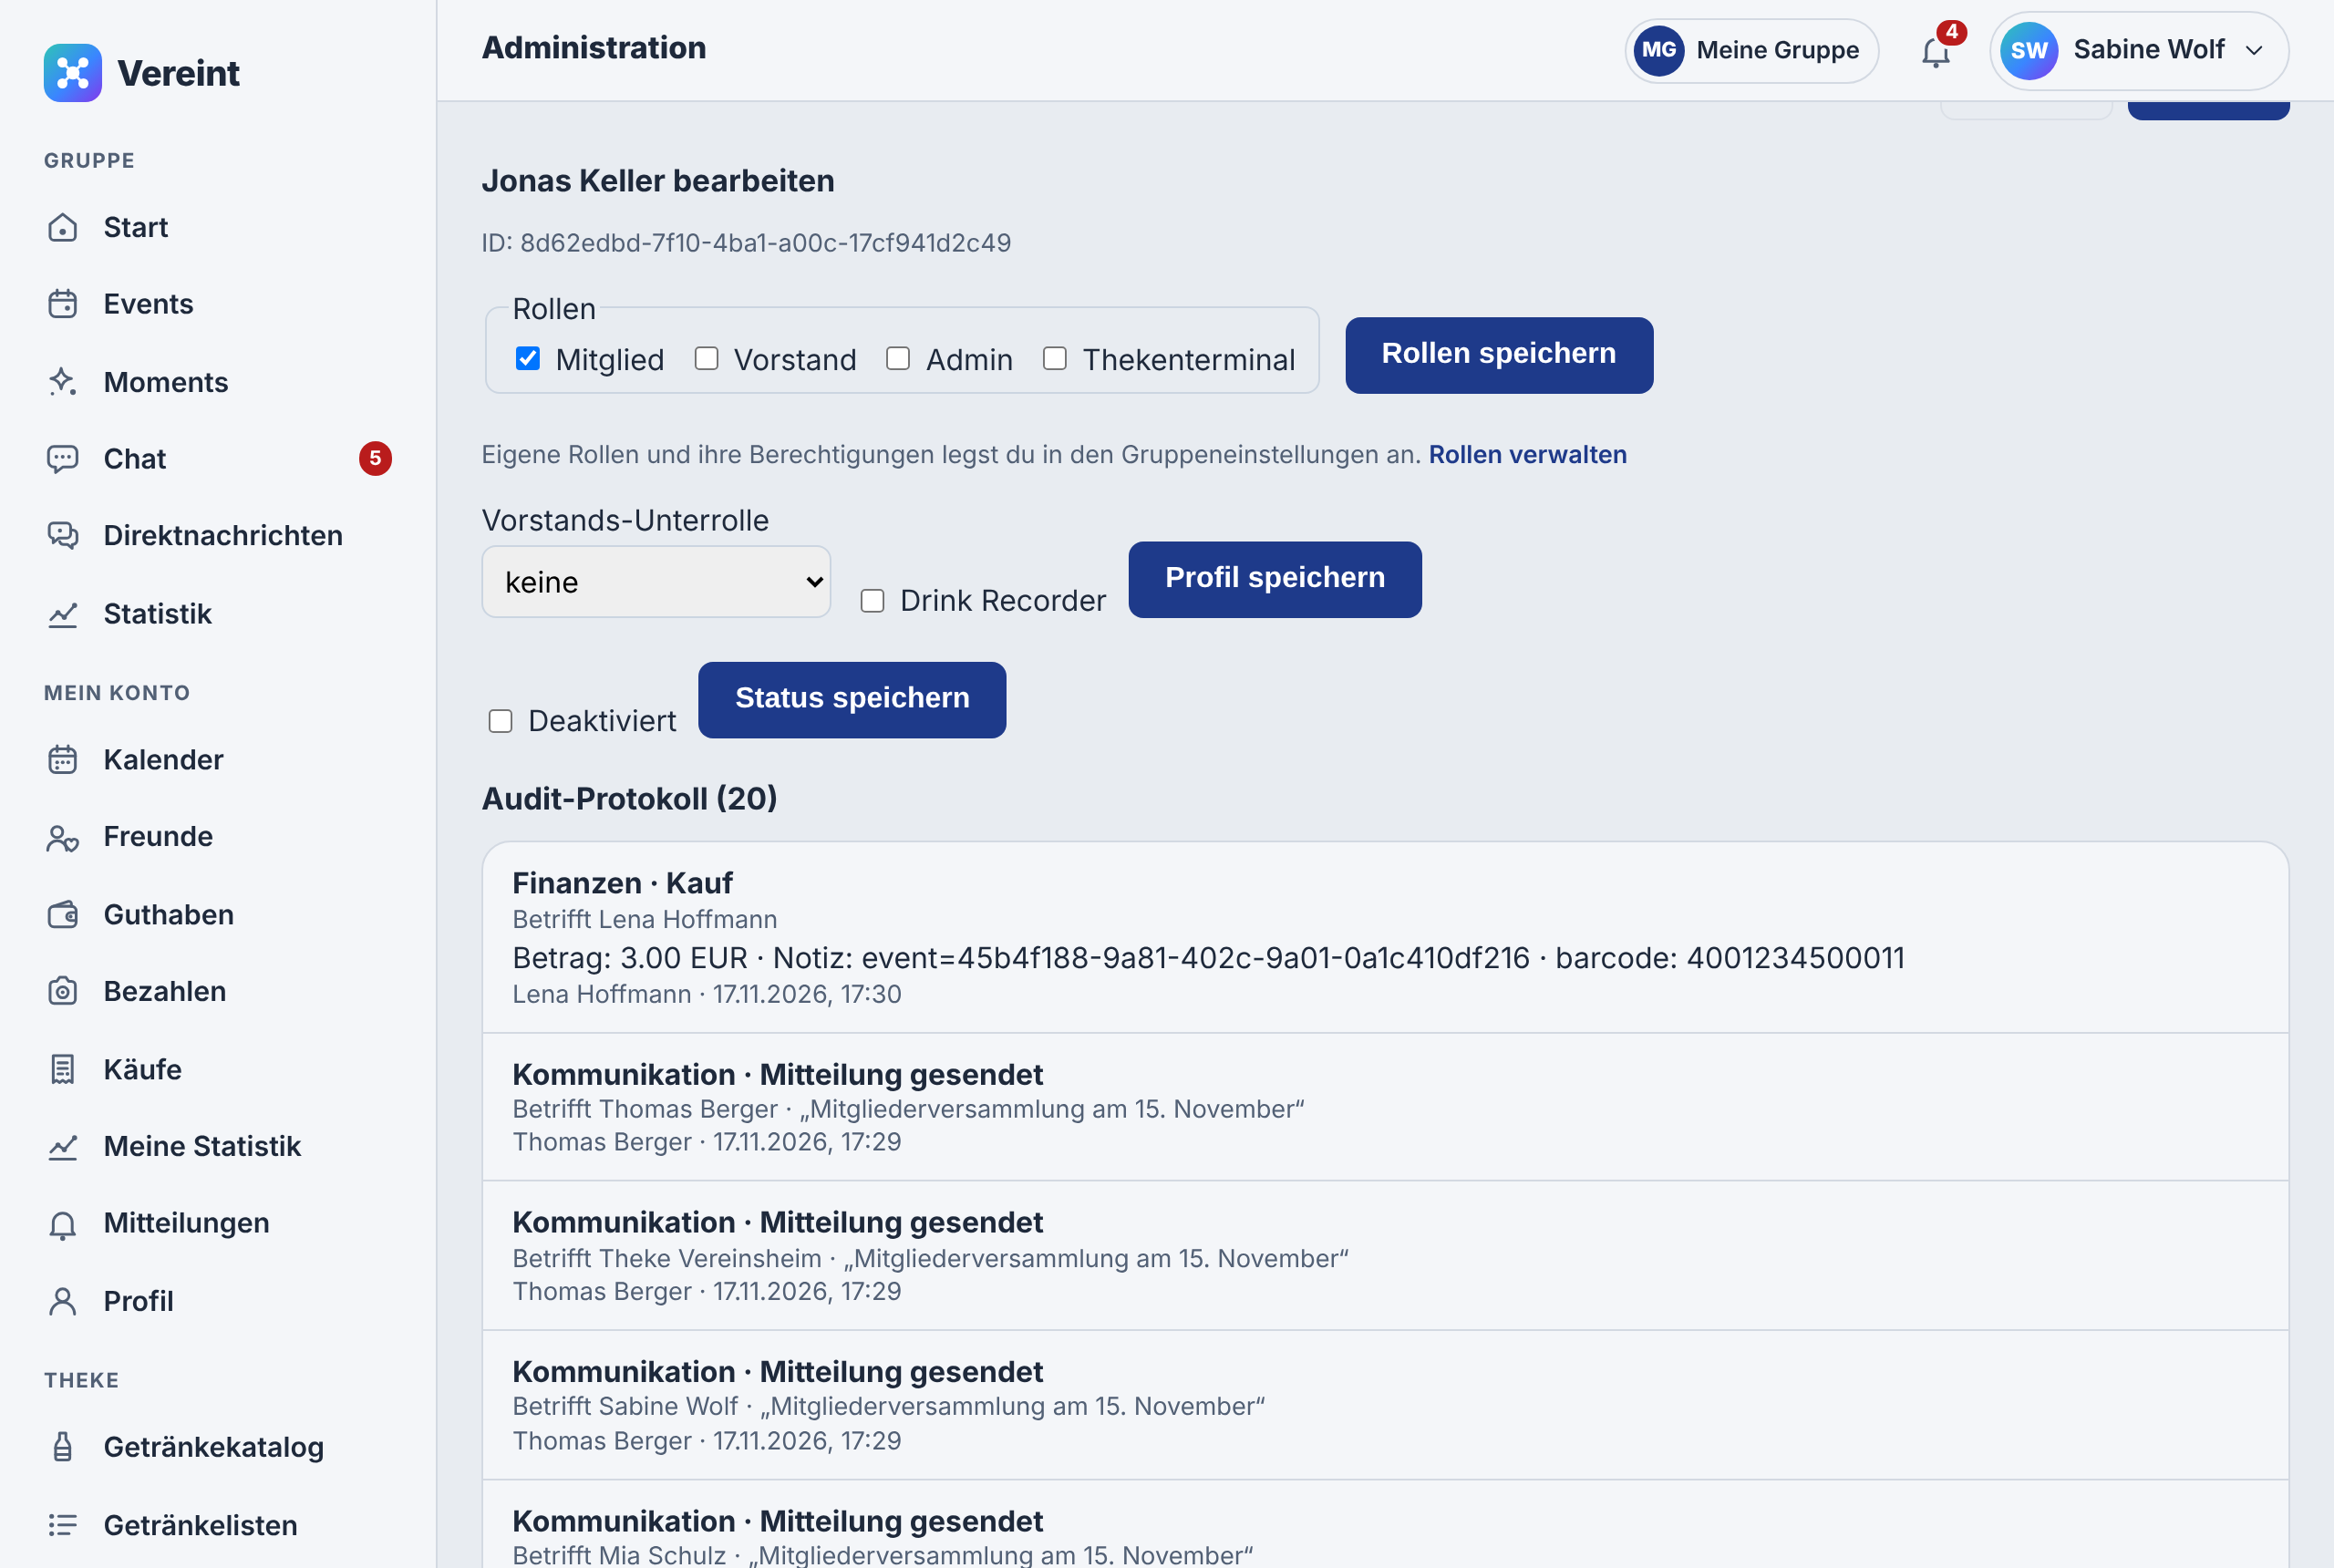 Vereint
GRUPPE
Start
Events
Moments
Chat
5
Direktnachrichten
Statistik
MEIN KONTO
Kalender
Freunde
Guthaben
Bezahlen
Käufe
Meine Statistik
Mitteilungen
Profil
THEKE
Getränkekatalog
Getränkelisten
Administration
MG Meine Gruppe
4
SW Sabine Wolf
Jonas Keller bearbeiten
ID: 8d62edbd-7f10-4ba1-a00c-17cf941d2c49
Rollen
Mitglied Vorstand Admin Thekenterminal
Rollen speichern
Eigene Rollen und ihre Berechtigungen legst du in den Gruppeneinstellungen an. Rollen verwalten
Vorstands-Unterrolle
keine Drink Recorder Profil speichern
Deaktiviert Status speichern
Audit-Protokoll (20)
Finanzen · Kauf
Betrifft Lena Hoffmann
Betrag: 3.00 EUR · Notiz: event=45b4f188-9a81-402c-9a01-0a1c410df216 · barcode: 4001234500011
Lena Hoffmann · 17.11.2026, 17:30
Kommunikation · Mitteilung gesendet
Betrifft Thomas Berger · „Mitgliederversammlung am 15. November“
Thomas Berger · 17.11.2026, 17:29
Kommunikation · Mitteilung gesendet
Betrifft Theke Vereinsheim · „Mitgliederversammlung am 15. November“
Thomas Berger · 17.11.2026, 17:29
Kommunikation · Mitteilung gesendet
Betrifft Sabine Wolf · „Mitgliederversammlung am 15. November“
Thomas Berger · 17.11.2026, 17:29
Kommunikation · Mitteilung gesendet
Betrifft Mia Schulz · „Mitgliederversammlung am 15. November“